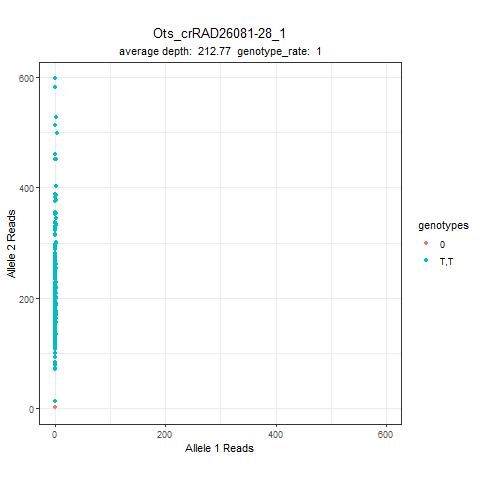 Ots_crRAD26081-28_1
average depth: 212.77 genotype_rate: 1
600
400
200
0
Allele 2 Reads
0
200
400
600
Allele 1 Reads
genotypes
0
T,T